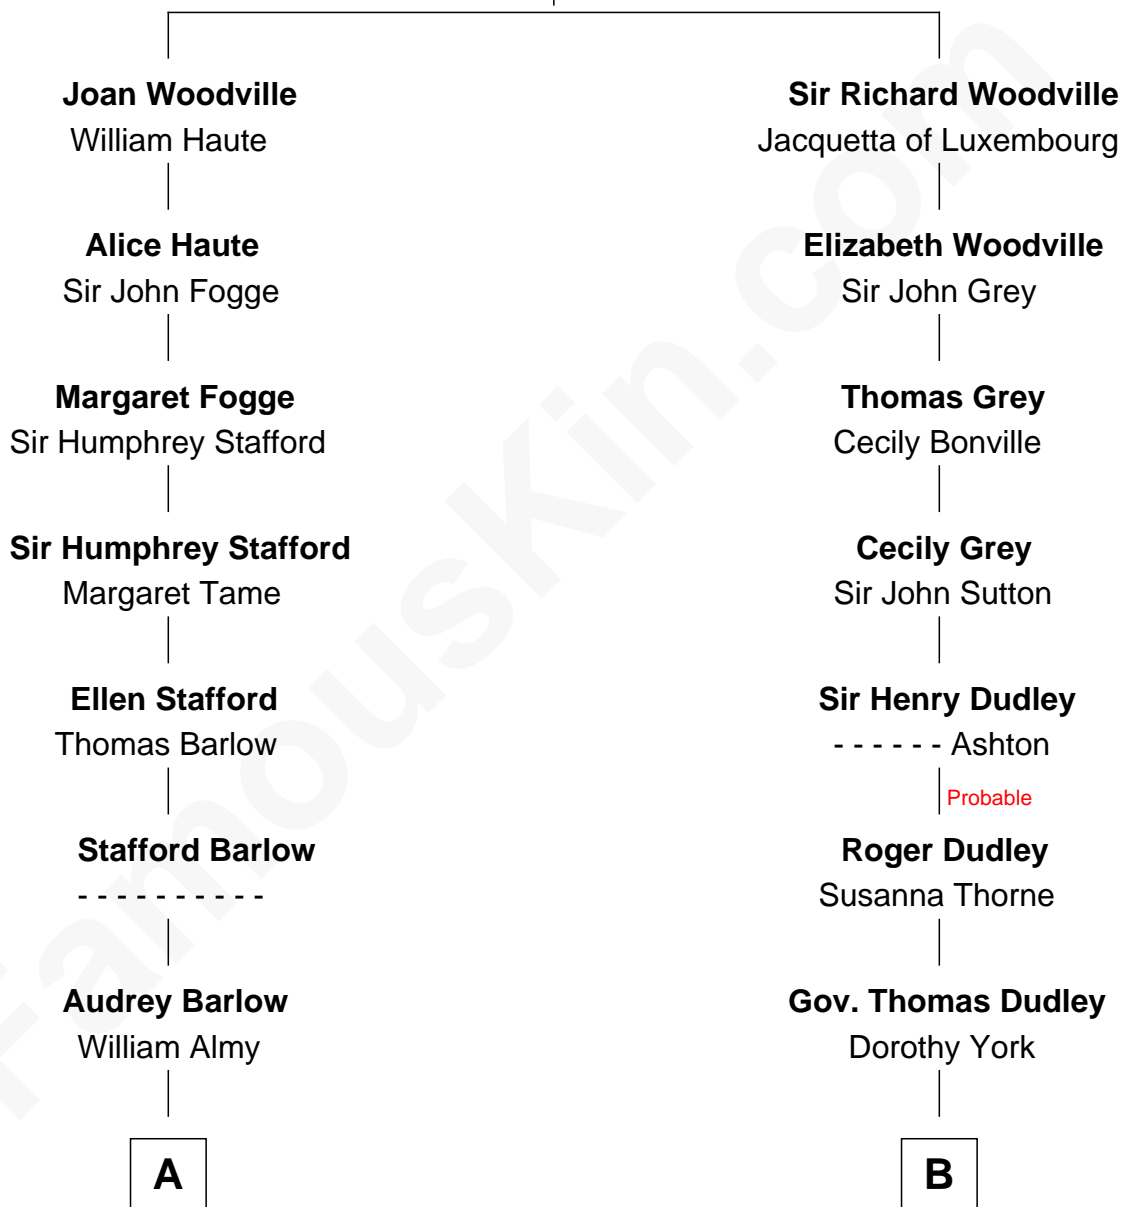 Joan Woodville
William Haute
Sir Richard Woodville
Jacquetta of Luxembourg
Alice Haute
Sir John Fogge
Elizabeth Woodville
Sir John Grey
Margaret Fogge
Sir Humphrey Stafford
Thomas Grey
Cecily Bonville
Sir Humphrey Stafford
Margaret Tame
Cecily Grey
Sir John Sutton
Ellen Stafford
Thomas Barlow
Sir Henry Dudley
- - - - - - Ashton
Probable
Stafford Barlow
- - - - - - - - - -
Roger Dudley
Susanna Thorne
Audrey Barlow
William Almy
Gov. Thomas Dudley
Dorothy York
A
B
FamousKin.com